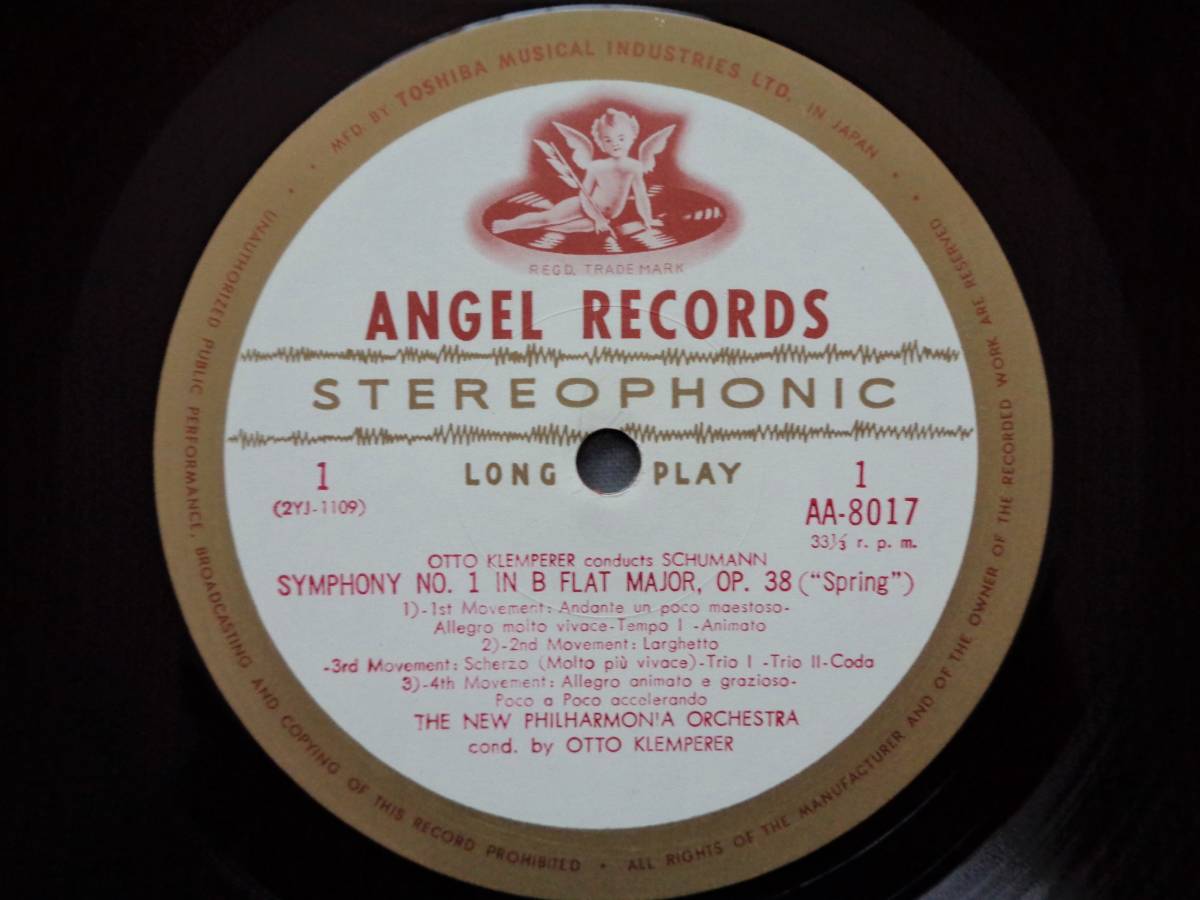 MFD. BY TOSHIBA MUSICAL INDUSTRIES LTD. IN JAPAN
REGD. TRADE MARK
ANGEL RECORDS
STEREOPHONIC
LONG PLAY
1
(2YJ-1109)
1
AA-8017
33⅓ r. p. m.
OTTO KLEMPERER conducts SCHUMANN
SYMPHONY NO. 1 IN B FLAT MAJOR, OP. 38 ("Spring")
1)-1st Movement: Andante un poco maestoso-
Allegro molto vivace-Tempo I -Animato
2)-2nd Movement: Larghetto
-3rd Movement: Scherzo (Molto più vivace)-Trio I -Trio II-Coda
3)-4th Movement: Allegro animato e grazioso-
Poco a Poco accelerando
THE NEW PHILHARMON'A ORCHESTRA
cond. by OTTO KLEMPERER
UNAUTHORIZED PUBLIC PERFORMANCE, BROADCASTING AND COPYING OF THIS RECORD PROHIBITED • ALL RIGHTS OF THE MANUFACTURER AND OF THE OWNER OF THE RECORDED WORK ARE RESERVED